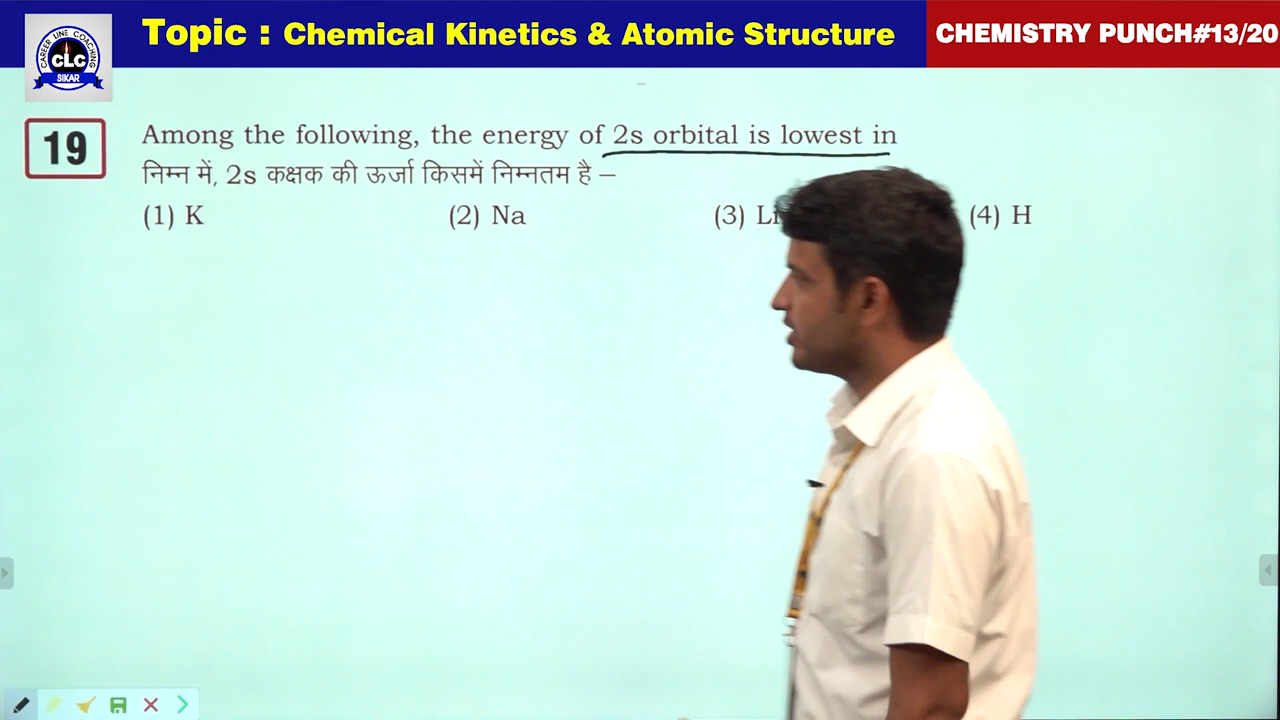 Topic : Chemical Kinetics & Atomic Structure
CHEMISTRY PUNCH#13/20
CAREER LINE COACHING
CLC
SIKAR
19
Among the following, the energy of 2s orbital is lowest in
निम्न में, 2s कक्षक की ऊर्जा किसमें निम्नतम है –
(1) K (2) Na (3) Li (4) H